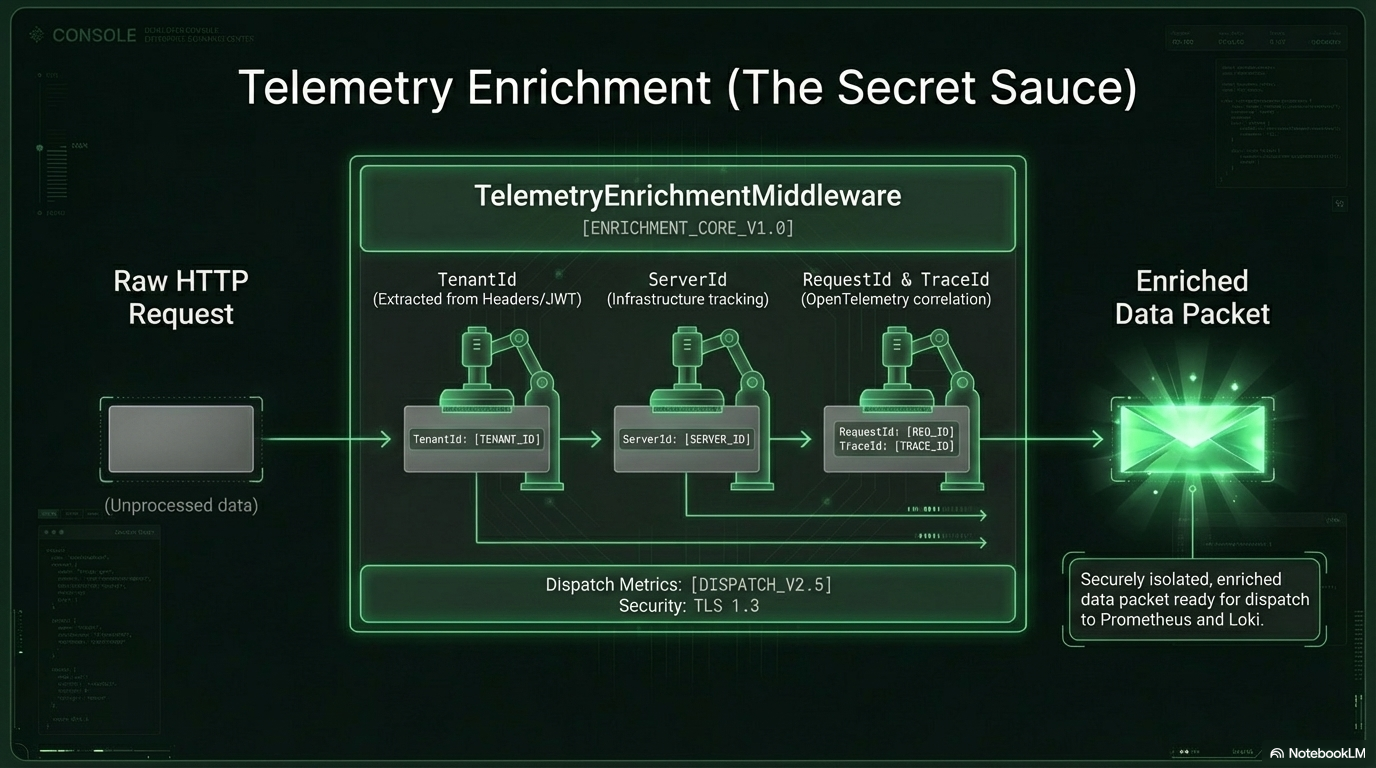 CONSOLE
Telemetry Enrichment (The Secret Sauce)
TelemetryEnrichmentMiddleware
[ENRICHMENT_CORE_V1.0]
Raw HTTP
Request
(Unprocessed data)
TenantId
(Extracted from Headers/JWT)
ServerId
(Infrastructure tracking)
RequestId & TraceId
(OpenTelemetry correlation)
TenantId: [TENANT_ID]
ServerId: [SERVER_ID]
RequestId: [REQ_ID]
TraceId: [TRACE_ID]
Dispatch Metrics: [DISPATCH_V2.5]
Security: TLS 1.3
Enriched
Data Packet
Securely isolated, enriched
data packet ready for dispatch
to Prometheus and Loki.
NotebookLM